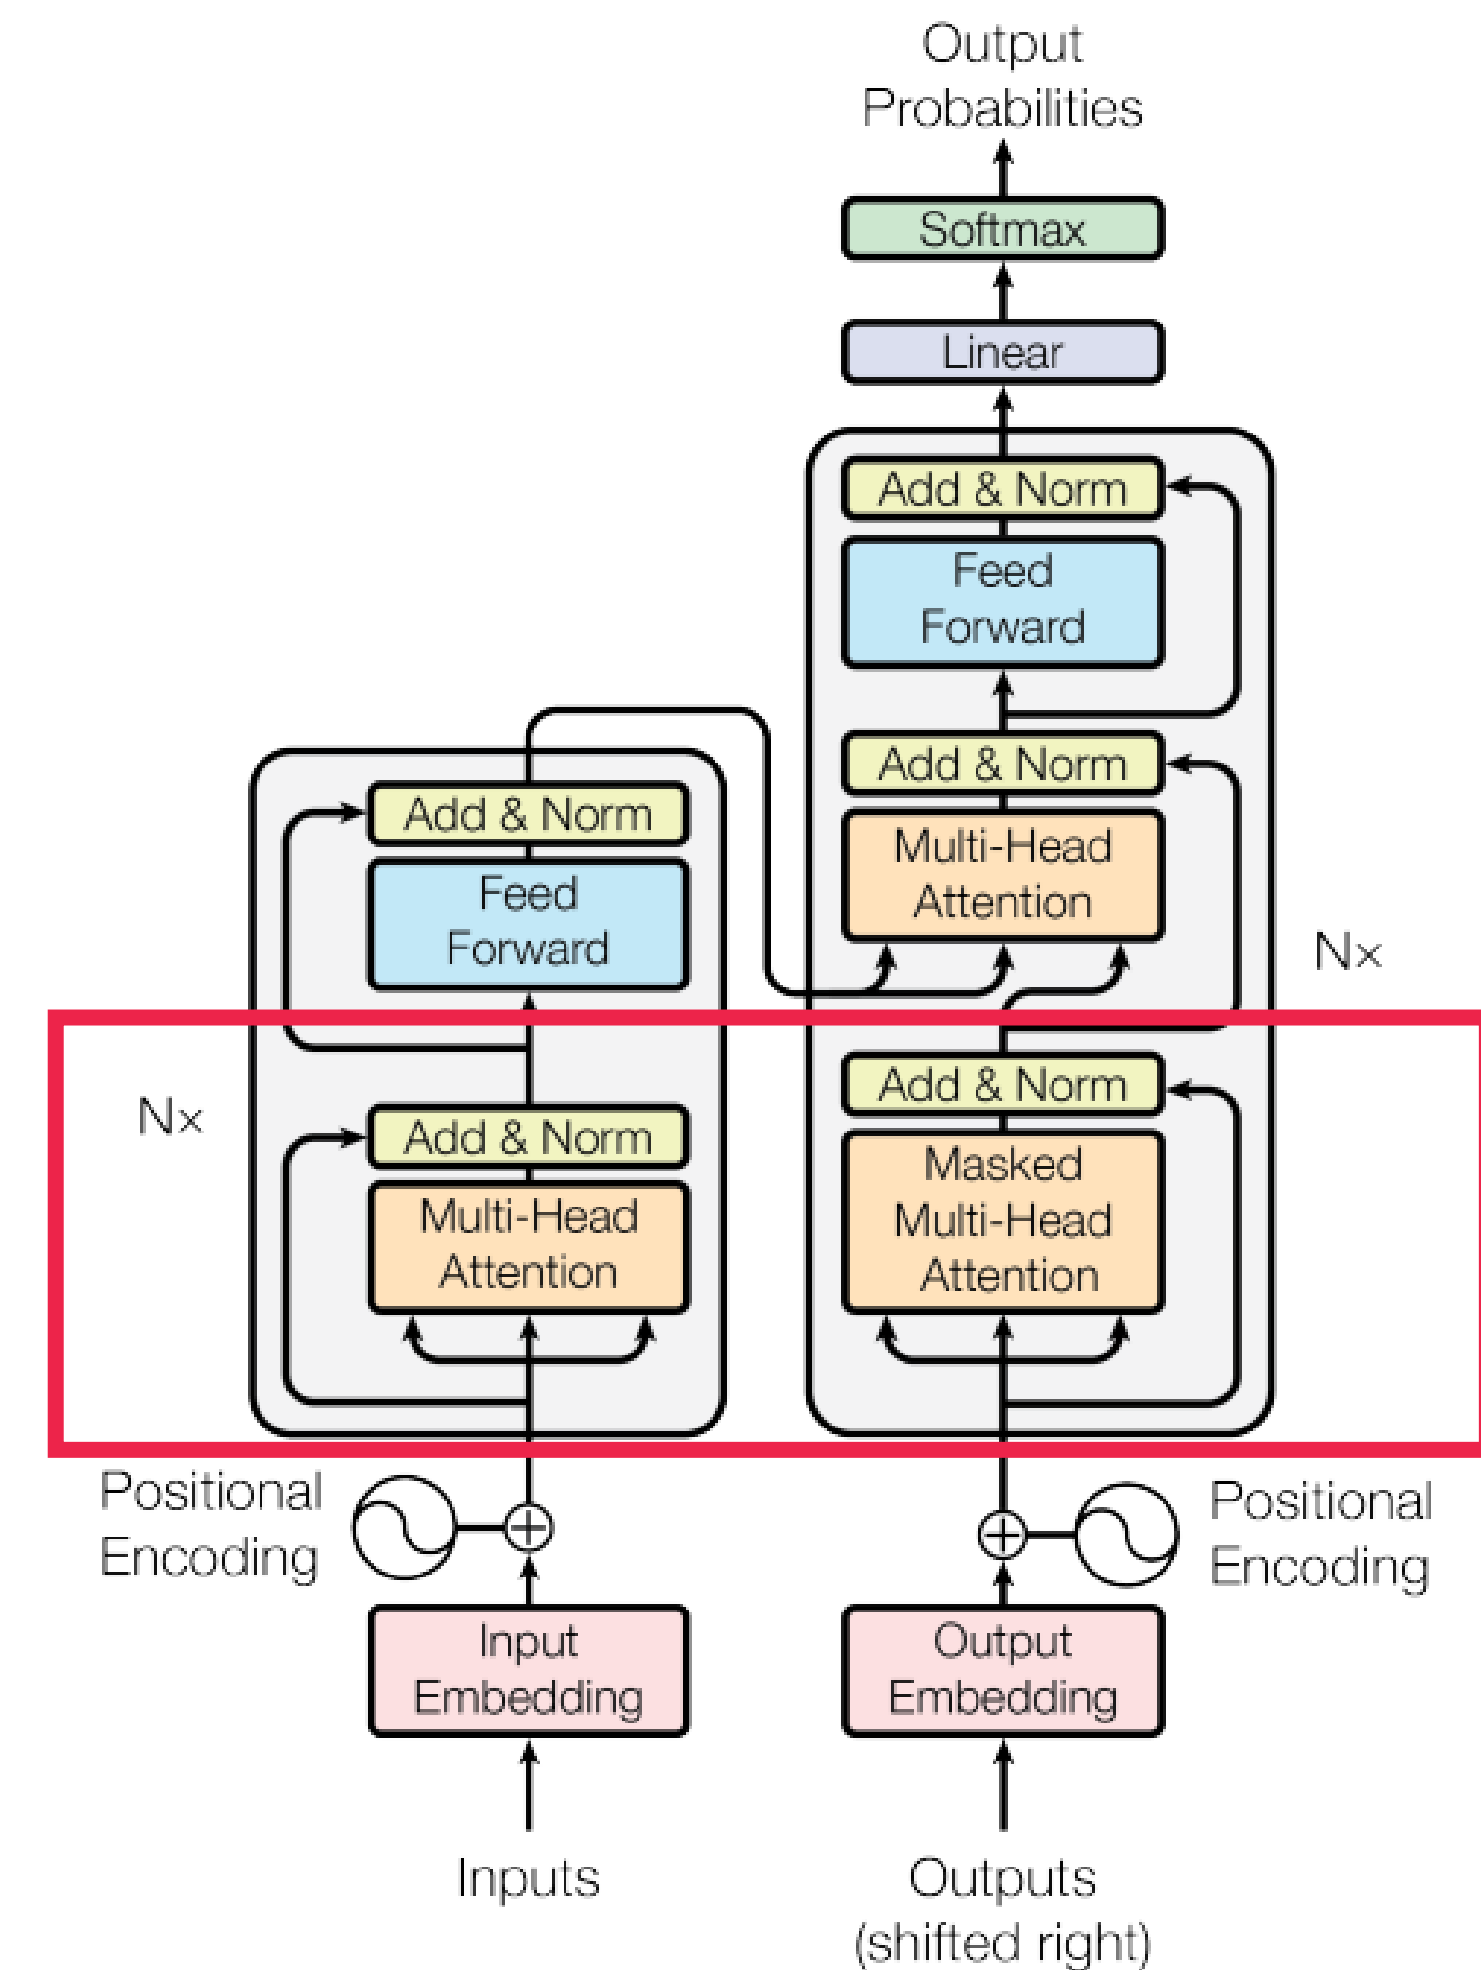 Output
Probabilities
Softmax
Linear
Add & Norm
Feed
Forward
Add & Norm
Multi-Head
Attention
Nx
Add & Norm
Masked
Multi-Head
Attention
Add & Norm
Feed
Forward
Nx
Add & Norm
Multi-Head
Attention
Positional
Encoding
Positional
Encoding
Input
Embedding
Output
Embedding
Inputs
Outputs
(shifted right)